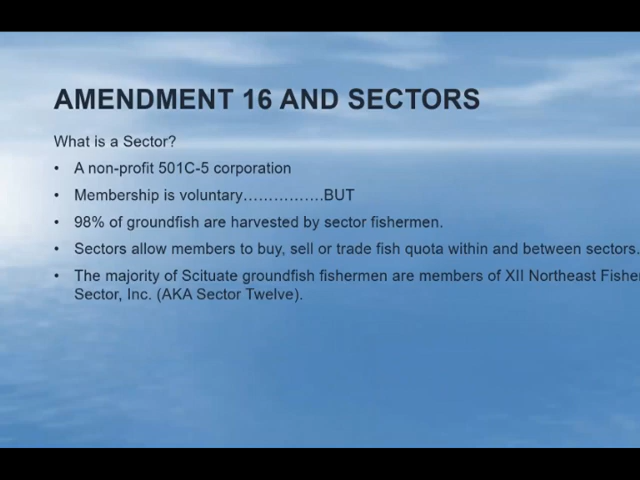 AMENDMENT 16 AND SECTORS
What is a Sector?
• A non-profit 501C-5 corporation
• Membership is voluntary……………..BUT
• 98% of groundfish are harvested by sector fishermen.
• Sectors allow members to buy, sell or trade fish quota within and between sectors.
• The majority of Scituate groundfish fishermen are members of XII Northeast
Sector, Inc. (AKA Sector Twelve).